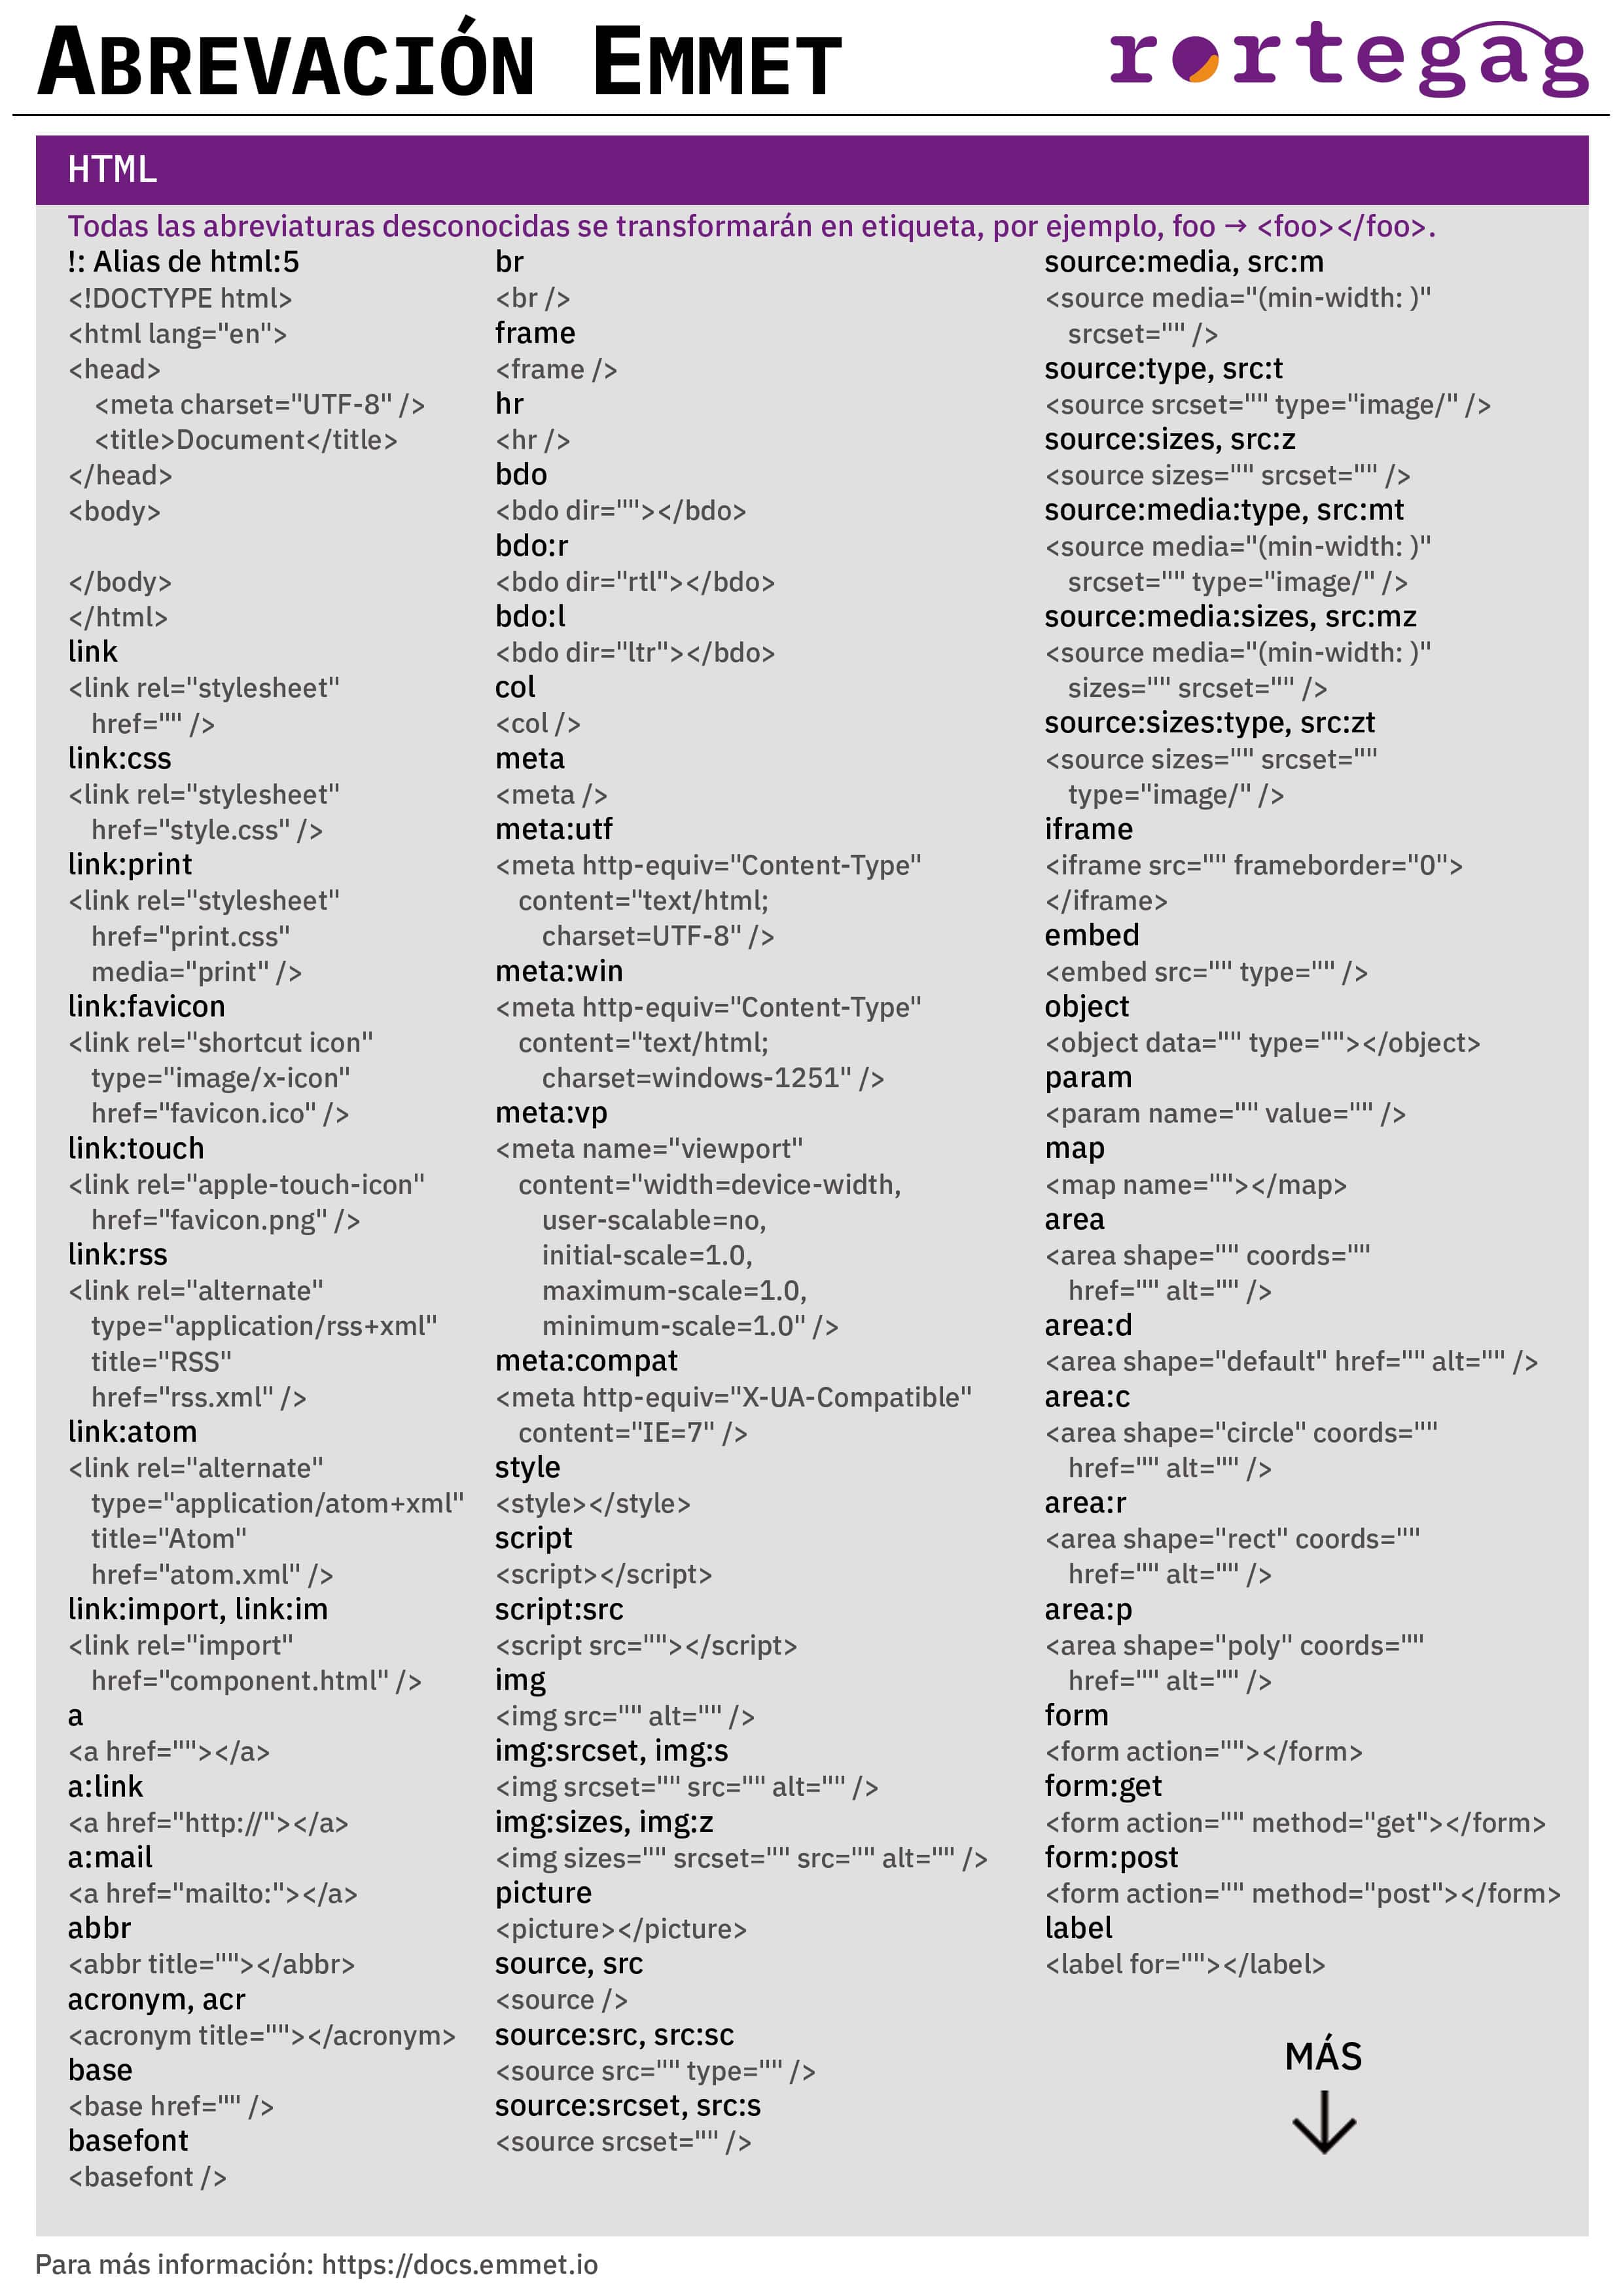 ABREVACIÓN EMMET
rortegag
HTML
Todas las abreviaturas desconocidas se transformarán en etiqueta, por ejemplo, foo → <foo></foo>.
!: Alias de html:5
<!DOCTYPE html>
<html lang="en">
<head>
<meta charset="UTF-8" />
<title>Document</title>
</head>
<body>
</body>
</html>
link
<link rel="stylesheet"
href="" />
link:css
<link rel="stylesheet"
href="style.css" />
link:print
<link rel="stylesheet"
href="print.css"
media="print" />
link:favicon
<link rel="shortcut icon"
type="image/x-icon"
href="favicon.ico" />
link:touch
<link rel="apple-touch-icon"
href="favicon.png" />
link:rss
<link rel="alternate"
type="application/rss+xml"
title="RSS"
href="rss.xml" />
link:atom
<link rel="alternate"
type="application/atom+xml"
title="Atom"
href="atom.xml" />
link:import, link:im
<link rel="import"
href="component.html" />
a
<a href=""></a>
a:link
<a href="http://"></a>
a:mail
<a href="mailto:"></a>
abbr
<abbr title=""></abbr>
acronym, acr
<acronym title=""></acronym>
base
<base href="" />
basefont
<basefont />
br
<br />
frame
<frame />
hr
<hr />
bdo
<bdo dir=""></bdo>
bdo:r
<bdo dir="rtl"></bdo>
bdo:l
<bdo dir="ltr"></bdo>
col
<col />
meta
<meta />
meta:utf
<meta http-equiv="Content-Type"
content="text/html;
charset=UTF-8" />
meta:win
<meta http-equiv="Content-Type"
content="text/html;
charset=windows-1251" />
meta:vp
<meta name="viewport"
content="width=device-width,
user-scalable=no,
initial-scale=1.0,
maximum-scale=1.0,
minimum-scale=1.0" />
meta:compat
<meta http-equiv="X-UA-Compatible"
content="IE=7" />
style
<style></style>
script
<script></script>
script:src
<script src=""></script>
img
<img src="" alt="" />
img:srcset, img:s
<img srcset="" src="" alt="" />
img:sizes, img:z
<img sizes="" srcset="" src="" alt="" />
picture
<picture></picture>
source, src
<source />
source:src, src:sc
<source src="" type="" />
source:srcset, src:s
<source srcset="" />
source:media, src:m
<source media="(min-width: )"
srcset="" />
source:type, src:t
<source srcset="" type="image/" />
source:sizes, src:z
<source sizes="" srcset="" />
source:media:type, src:mt
<source media="(min-width: )"
srcset="" type="image/" />
source:media:sizes, src:mz
<source media="(min-width: )"
sizes="" srcset="" />
source:sizes:type, src:zt
<source sizes="" srcset=""
type="image/" />
iframe
<iframe src="" frameborder="0">
</iframe>
embed
<embed src="" type="" />
object
<object data="" type=""></object>
param
<param name="" value="" />
map
<map name=""></map>
area
<area shape="" coords=""
href="" alt="" />
area:d
<area shape="default" href="" alt="" />
area:c
<area shape="circle" coords=""
href="" alt="" />
area:r
<area shape="rect" coords=""
href="" alt="" />
area:p
<area shape="poly" coords=""
href="" alt="" />
form
<form action=""></form>
form:get
<form action="" method="get"></form>
form:post
<form action="" method="post"></form>
label
<label for=""></label>
MÁS
Para más información: https://docs.emmet.io